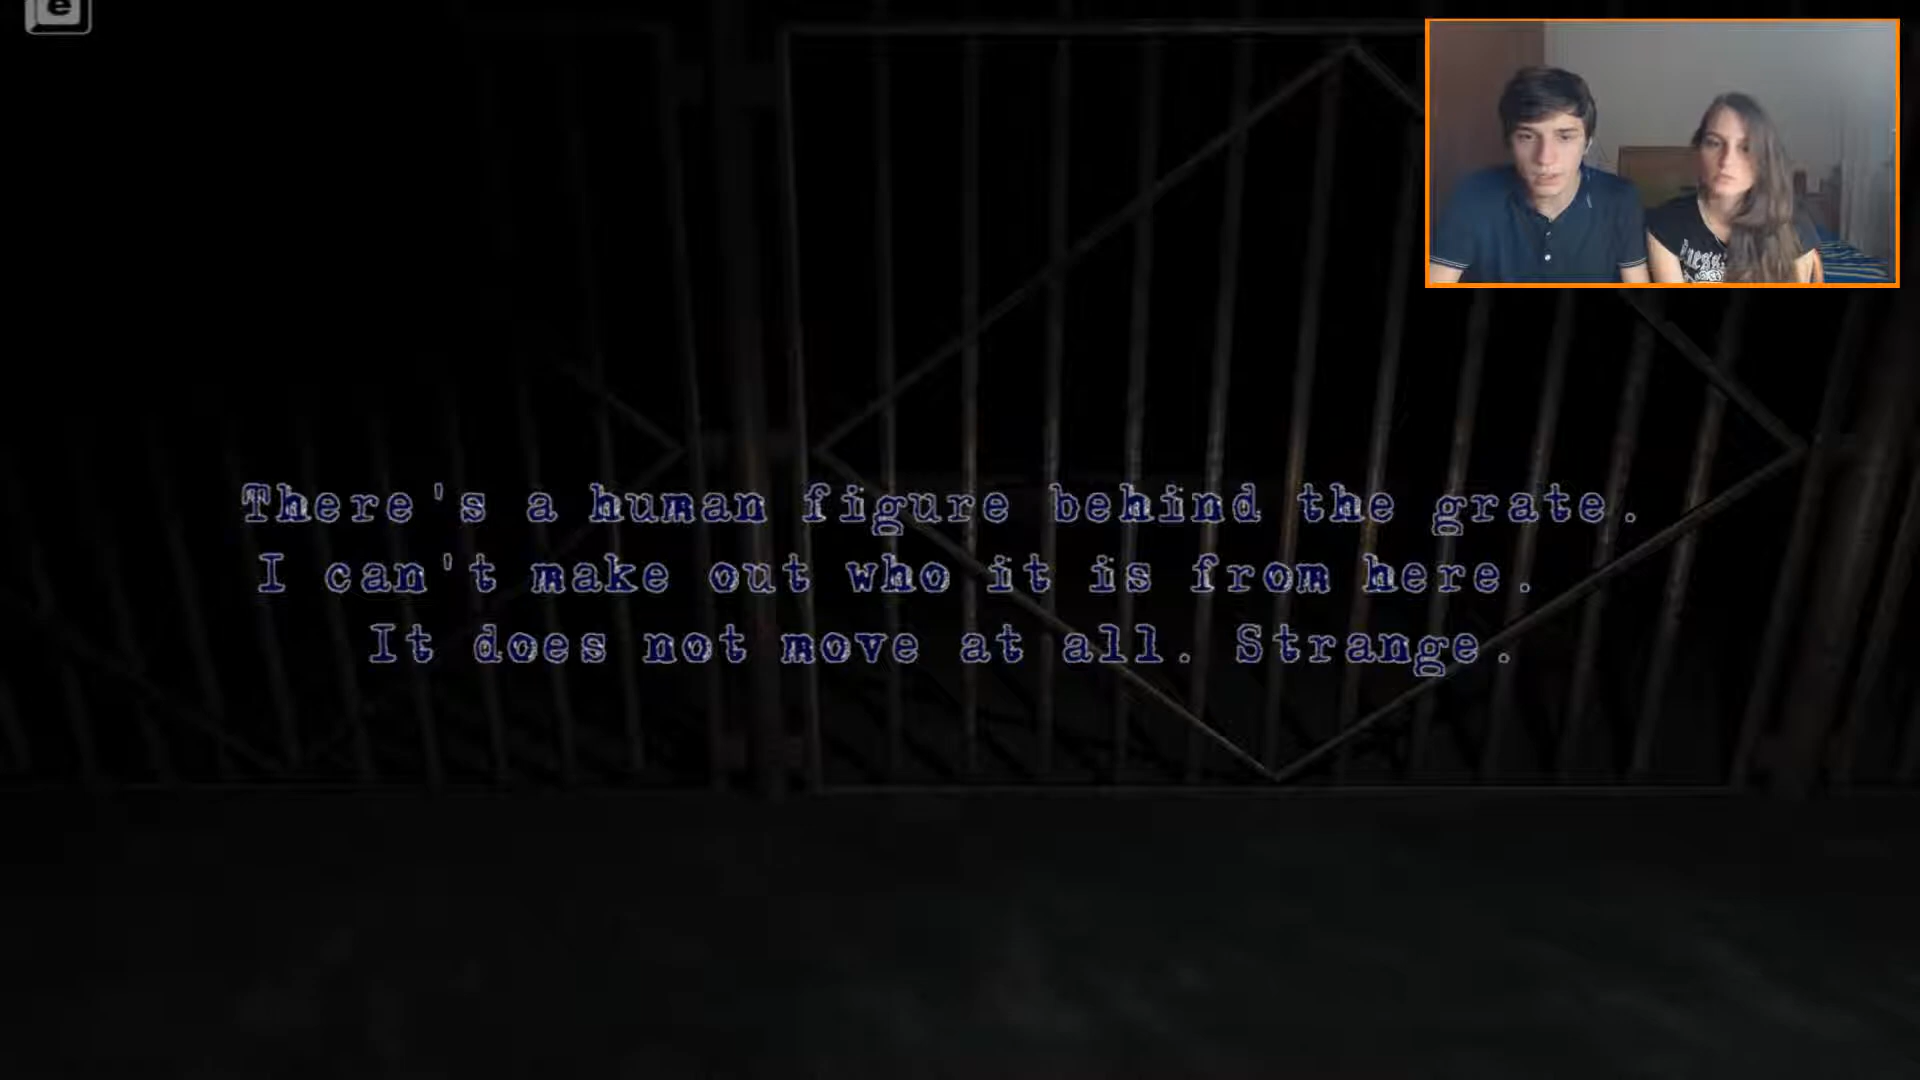 e
There's a human figure behind the grate.
I can't make out who it is from here.
It does not move at all. Strange.